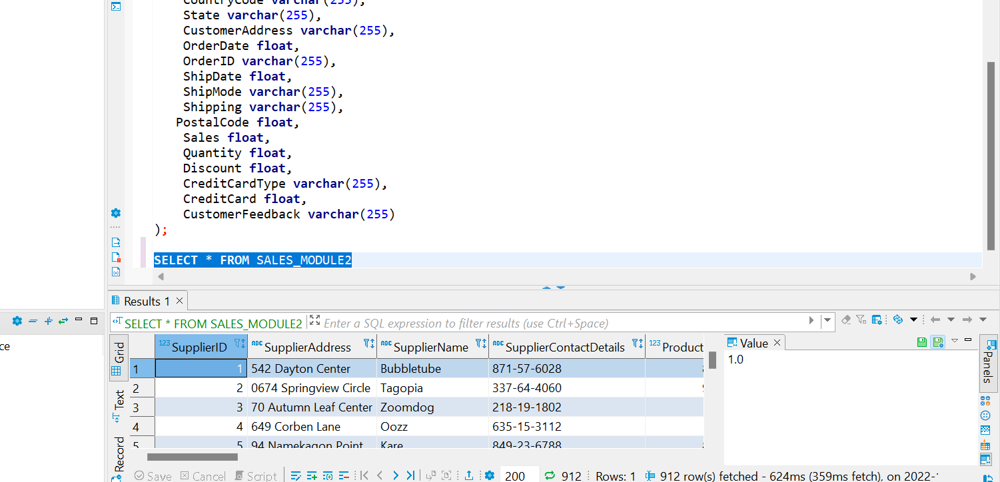 CountryCode varchar(255),
State varchar(255),
CustomerAddress varchar(255),
OrderDate float,
OrderID varchar(255),
ShipDate float,
ShipMode varchar(255),
Shipping varchar(255),
PostalCode float,
Sales float,
Quantity float,
Discount float,
CreditCardType varchar(255),
CreditCard float,
CustomerFeedback varchar(255)
);
SELECT * FROM SALES_MODULE2
Results 1
SELECT * FROM SALES_MODULE2 Enter a SQL expression to filter results (use Ctrl+Space)
ce
Grid
Text
Record
123 SupplierID ABC SupplierAddress ABC SupplierName ABC SupplierContactDetails 123 Product
1 1 542 Dayton Center Bubbletube 871-57-6028
2 2 0674 Springview Circle Tagopia 337-64-4060
3 3 70 Autumn Leaf Center Zoomdog 218-19-1802
4 4 649 Corben Lane Oozz 635-15-3112
5 5 94 Namekagon Point Kare 849-23-6788
Value
1.0
Panels
Save Cancel Script 200 912 Rows: 1 912 row(s) fetched - 624ms (359ms fetch), on 2022-